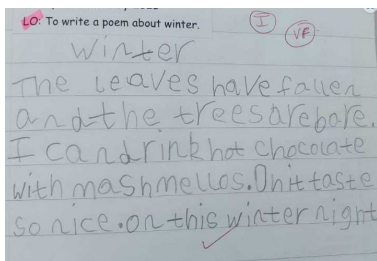 LO: To write a poem about winter.
I
VF
Winter
The leaves have fallen
and the trees are bare.
I can drink hot chocolate
with mashmellos. On it taste
so nice. on this winter night